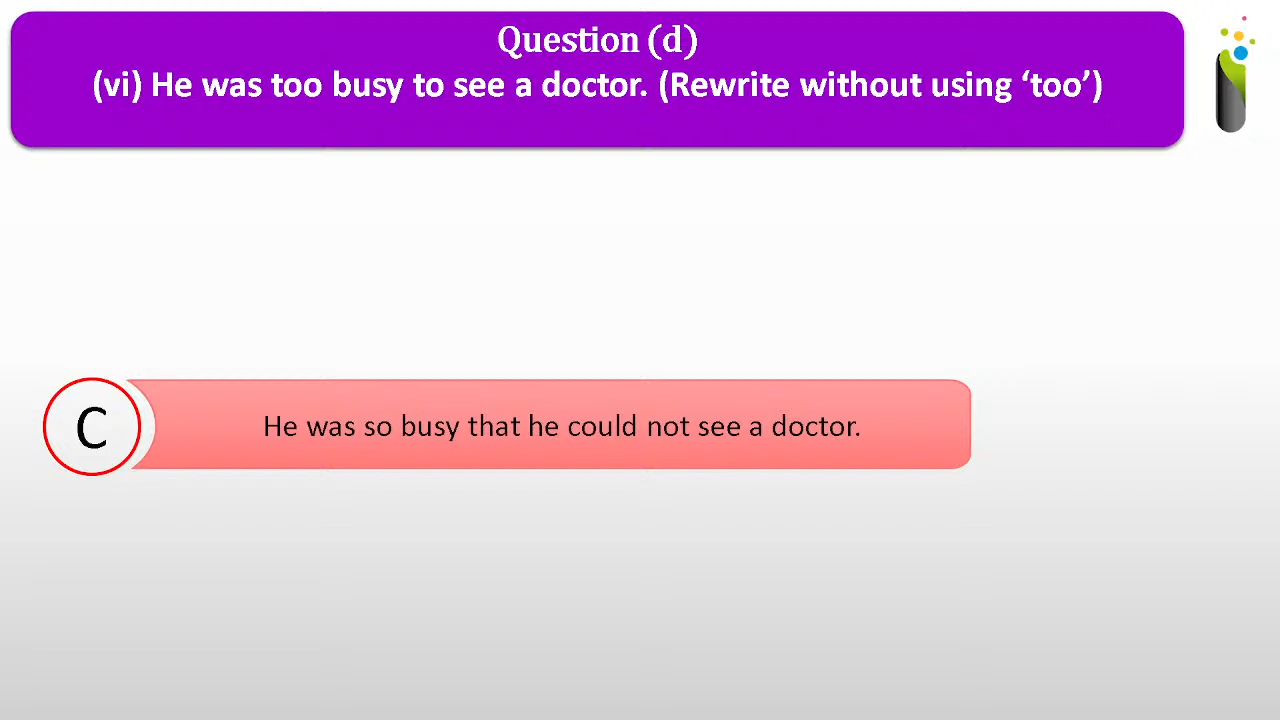 Question (d)
(vi) He was too busy to see a doctor. (Rewrite without using ‘too’)
C
He was so busy that he could not see a doctor.